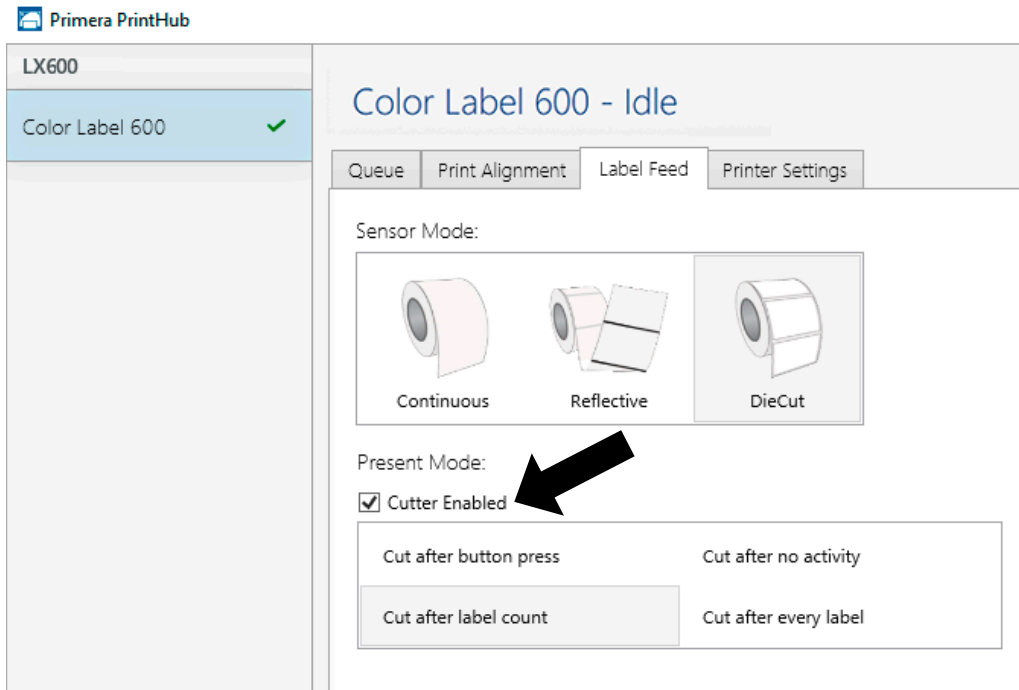 Primera PrintHub
LX600
Color Label 600
Color Label 600 - Idle
Queue Print Alignment Label Feed Printer Settings
Sensor Mode:
Continuous Reflective DieCut
Present Mode:
Cutter Enabled
Cut after button press Cut after no activity
Cut after label count Cut after every label